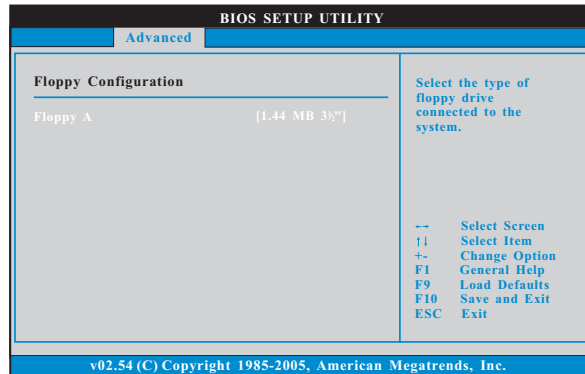 BIOS SETUP UTILITY
Advanced
Floppy Configuration
Floppy A [1.44 MB 3½"]
Select the type of
floppy drive
connected to the
system.
←→ Select Screen
↑↓ Select Item
+- Change Option
F1 General Help
F9 Load Defaults
F10 Save and Exit
ESC Exit
v02.54 (C) Copyright 1985-2005, American Megatrends, Inc.